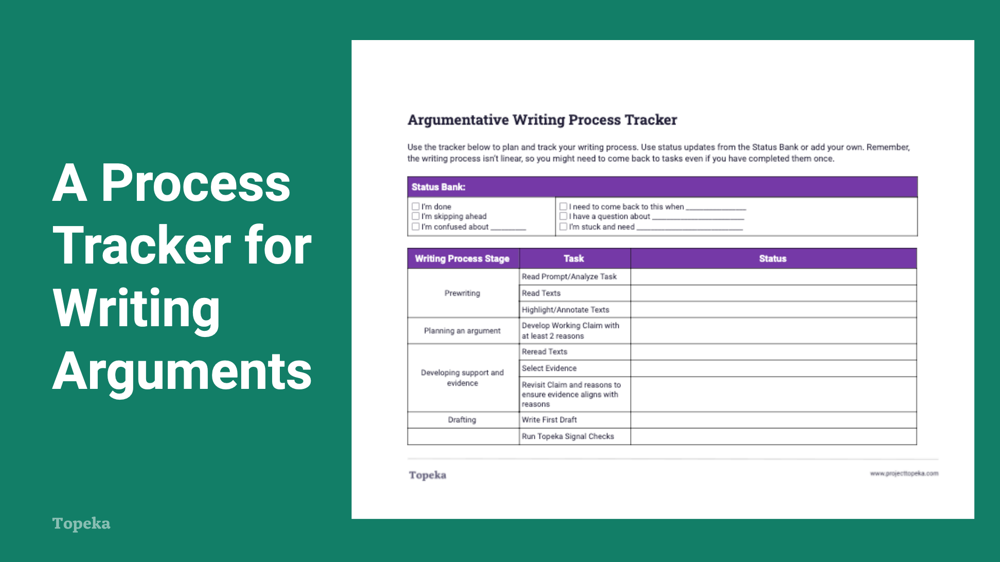 A Process
Tracker for
Writing
Arguments
Topeka
Argumentative Writing Process Tracker
Use the tracker below to plan and track your writing process. Use status updates from the Status Bank or add your own. Remember,
the writing process isn't linear, so you might need to come back to tasks even if you have completed them once.
Status Bank:
I'm done
I'm skipping ahead
I'm confused about ________
I need to come back to this when ______________
I have a question about _____________________
I'm stuck and need ________________________
Writing Process Stage Task Status
Prewriting
Read Prompt/Analyze Task
Read Texts
Highlight/Annotate Texts
Planning an argument
Develop Working Claim with
at least 2 reasons
Developing support and
evidence
Reread Texts
Select Evidence
Revisit Claim and reasons to
ensure evidence aligns with
reasons
Drafting
Write First Draft
Run Topeka Signal Checks
Topeka
www.projecttopeka.com